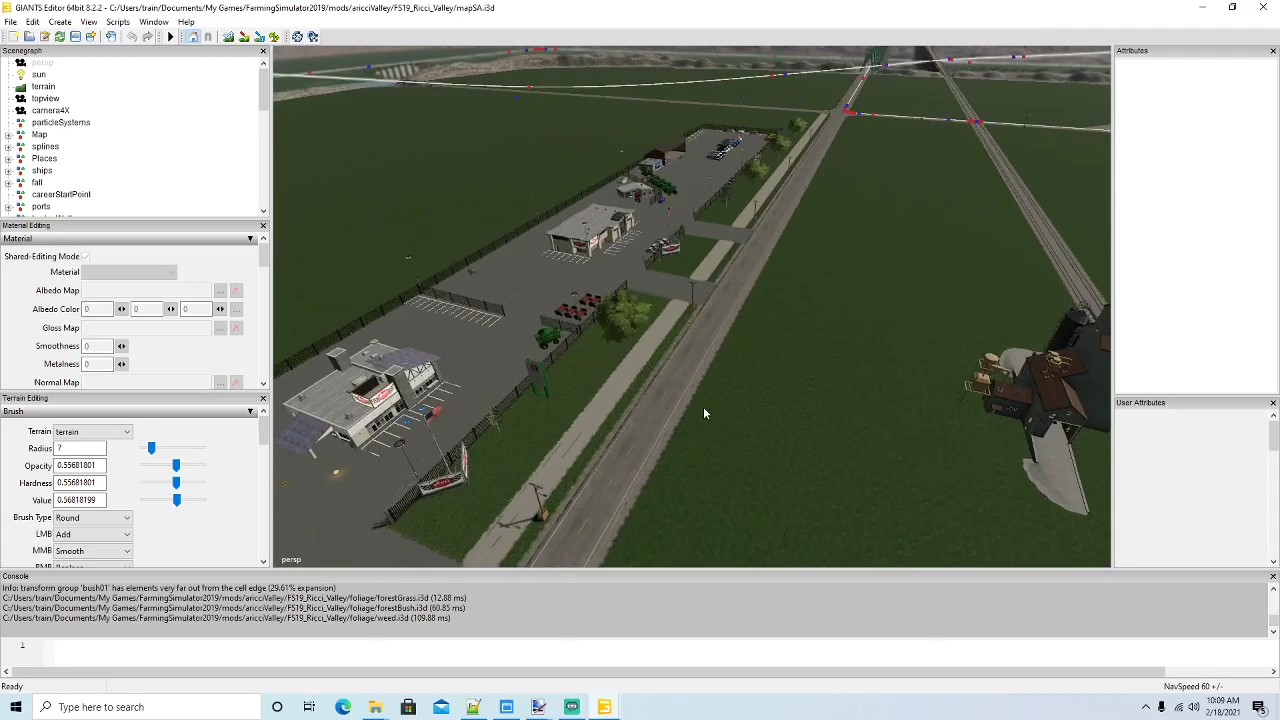 GIANTS Editor 64bit 8.2.2 - C:/Users/train/Documents/My Games/FarmingSimulator2019/mods/aricciValley/FS19_Ricci_Valley/mapSA.i3d
File Edit Create View Scripts Window Help
Scenegraph
persp
sun
terrain
topview
camera4X
particleSystems
Map
splines
Places
ships
fall
careerStartPoint
ports
Material Editing
Material
Shared-Editing Mode
Material
Albedo Map
...
Albedo Color 0 0 0 ...
Gloss Map
...
Smoothness 0
Metalness 0
Normal Map
...
Terrain Editing
Brush
Terrain terrain
Radius 7
Opacity 0.55681801
Hardness 0.55681801
Value 0.56818199
Brush Type Round
LMB Add
MMB Smooth
persp
Attributes
User Attributes
Console
Info: transform group 'bush01' has elements very far out from the cell edge (29.61% expansion)
C:/Users/train/Documents/My Games/FarmingSimulator2019/mods/aricciValley/FS19_Ricci_Valley/foliage/forestGrass.i3d (12.88 ms)
C:/Users/train/Documents/My Games/FarmingSimulator2019/mods/aricciValley/FS19_Ricci_Valley/foliage/forestBush.i3d (60.85 ms)
C:/Users/train/Documents/My Games/FarmingSimulator2019/mods/aricciValley/FS19_Ricci_Valley/foliage/weed.i3d (109.88 ms)
1
Ready
NavSpeed 60 +/-
Type here to search
10:09 AM
2/18/2021